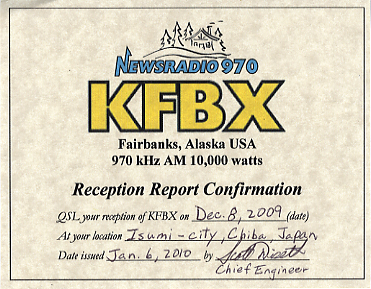 NEWSRADIO 970
KFBX
Fairbanks, Alaska USA
970 kHz AM 10,000 watts
Reception Report Confirmation
QSL your reception of KFBX on Dec. 8, 2009 (date)
At your location Isumi-city, Chiba, Japan
Date issued Jan. 6, 2010 by Scott
Chief Engineer